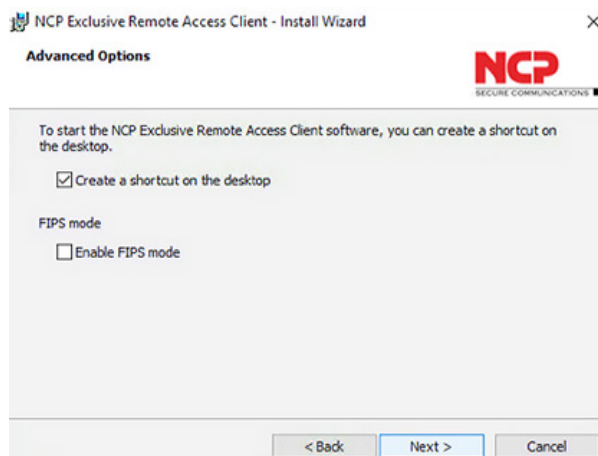 NCP Exclusive Remote Access Client - Install Wizard
Advanced Options
NCP
SECURE COMMUNICATIONS
To start the NCP Exclusive Remote Access Client software, you can create a shortcut on
the desktop.
Create a shortcut on the desktop
FIPS mode
Enable FIPS mode
< Back Next > Cancel